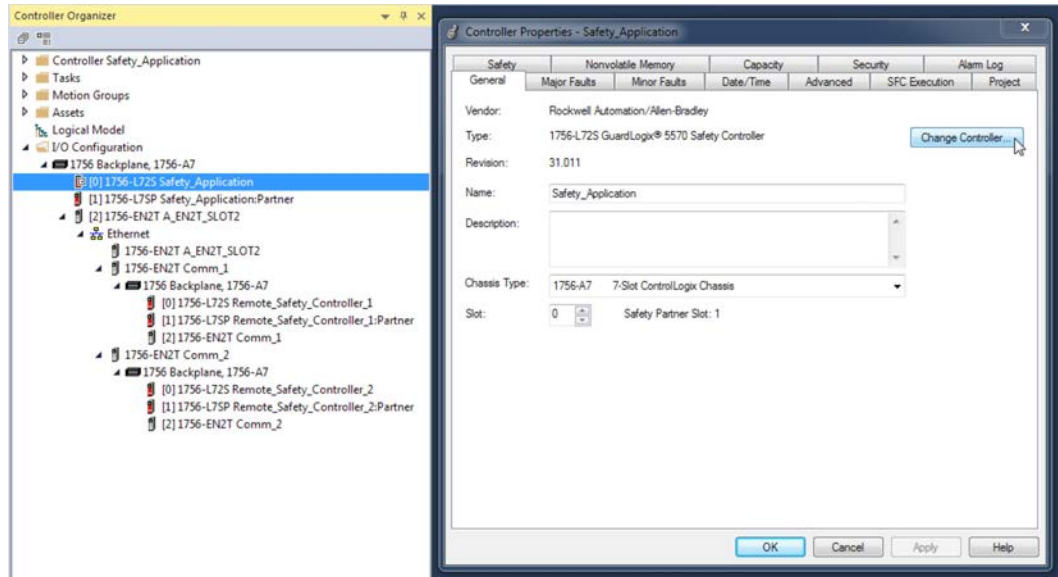 Controller Organizer
Controller Safety_Application
Tasks
Motion Groups
Assets
Logical Model
I/O Configuration
1756 Backplane, 1756-A7
[0] 1756-L72S Safety_Application
[1] 1756-L7SP Safety_Application:Partner
[2] 1756-EN2T A_EN2T_SLOT2
Ethernet
1756-EN2T A_EN2T_SLOT2
1756-EN2T Comm_1
1756 Backplane, 1756-A7
[0] 1756-L72S Remote_Safety_Controller_1
[1] 1756-L7SP Remote_Safety_Controller_1:Partner
[2] 1756-EN2T Comm_1
1756-EN2T Comm_2
1756 Backplane, 1756-A7
[0] 1756-L72S Remote_Safety_Controller_2
[1] 1756-L7SP Remote_Safety_Controller_2:Partner
[2] 1756-EN2T Comm_2
Controller Properties - Safety_Application
Safety Nonvolatile Memory Capacity Security Alarm Log
General Major Faults Minor Faults Date/Time Advanced SFC Execution Project
Vendor: Rockwell Automation/Allen-Bradley
Type: 1756-L72S GuardLogix® 5570 Safety Controller Change Controller...
Revision: 31.011
Name: Safety_Application
Description:
Chassis Type: 1756-A7 7-Slot ControlLogix Chassis
Slot: 0 Safety Partner Slot: 1
OK Cancel Apply Help